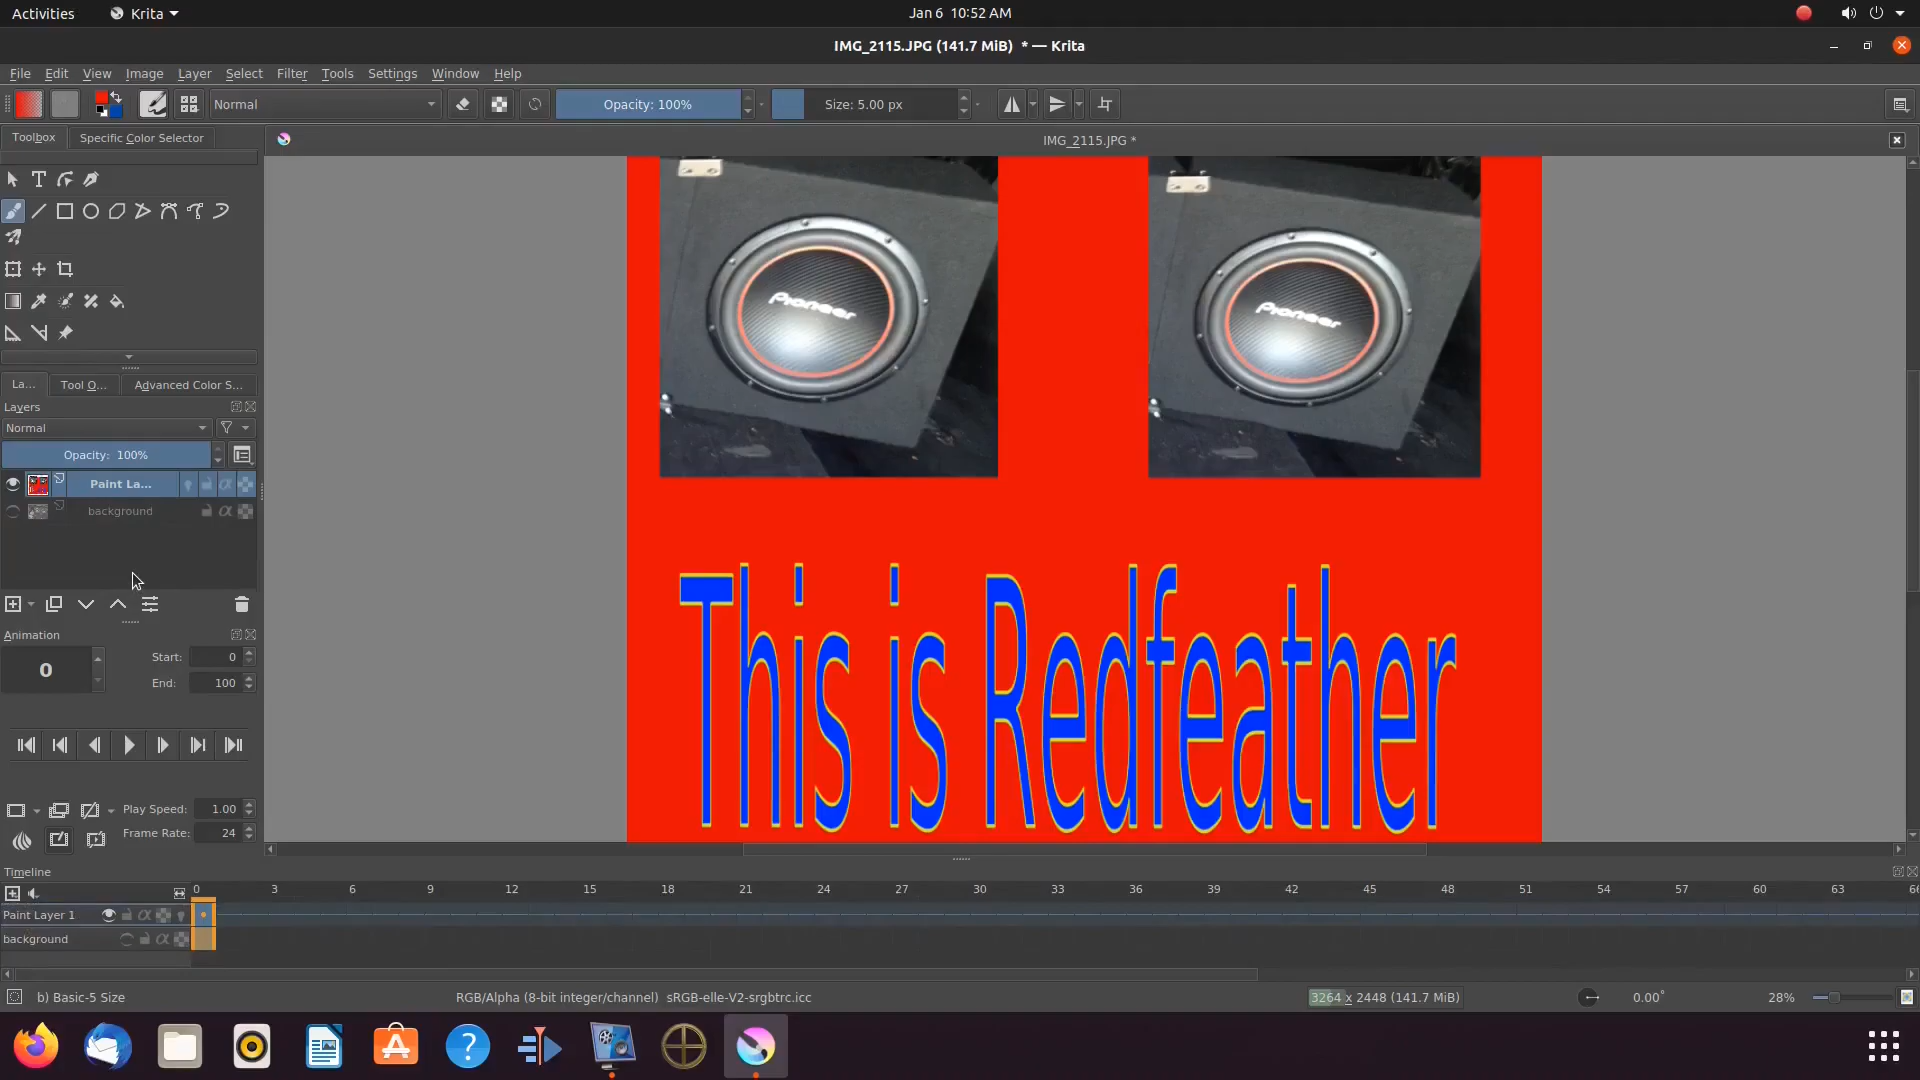 Activities Krita Jan 6 10:52 AM
IMG_2115.JPG (141.7 MiB) * — Krita
File Edit View Image Layer Select Filter Tools Settings Window Help
Normal Opacity: 100% Size: 5.00 px
Toolbox Specific Color Selector IMG_2115.JPG *
Pioneer Pioneer
La... Tool O... Advanced Color S...
Layers
Normal
Opacity: 100%
Paint La...
background
This is Redfeather
Animation
0 Start: 0
End: 100
Play Speed: 1.00
Frame Rate: 24
Timeline
0 3 6 9 12 15 18 21 24 27 30 33 36 39 42 45 48 51 54 57 60 63 66
Paint Layer 1
background
b) Basic-5 Size RGB/Alpha (8-bit integer/channel) sRGB-elle-V2-srgbtrc.icc 3264 x 2448 (141.7 MiB) 0.00° 28%